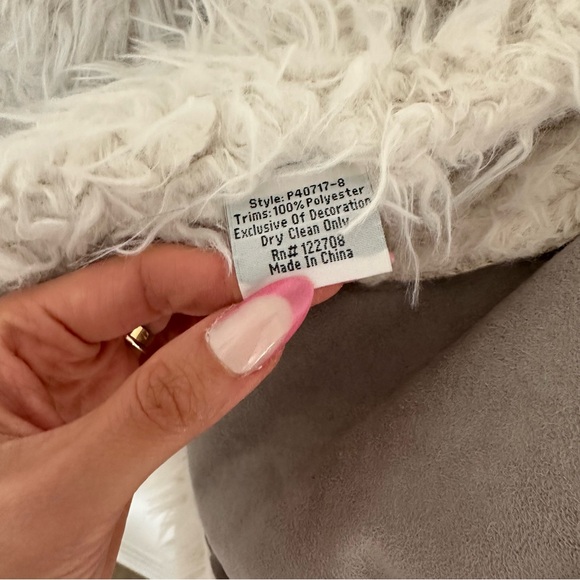 Style: P40717-8
Trims: 100% Polyester
Exclusive Of Decoration
Dry Clean Only
Rn# 122708
Made In China